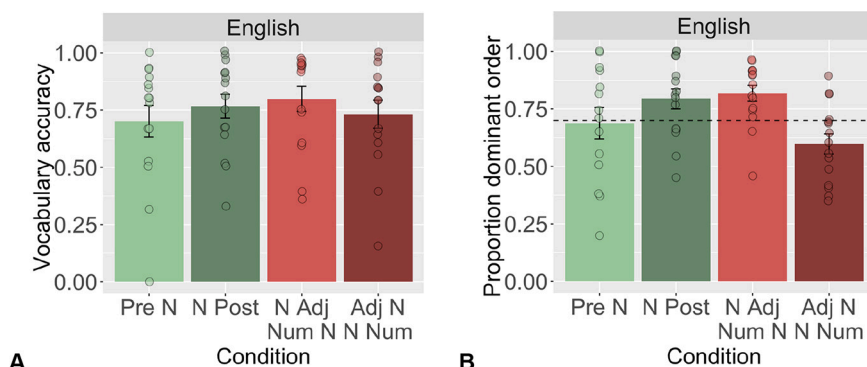 English
Vocabulary accuracy
1.00
0.75
0.50
0.25
0.00
Pre N
N Post
N Adj
Num N
Adj N
N Num
Condition
A
English
Proportion dominant order
1.00
0.75
0.50
0.25
0.00
Pre N
N Post
N Adj
Num N
Adj N
N Num
Condition
B